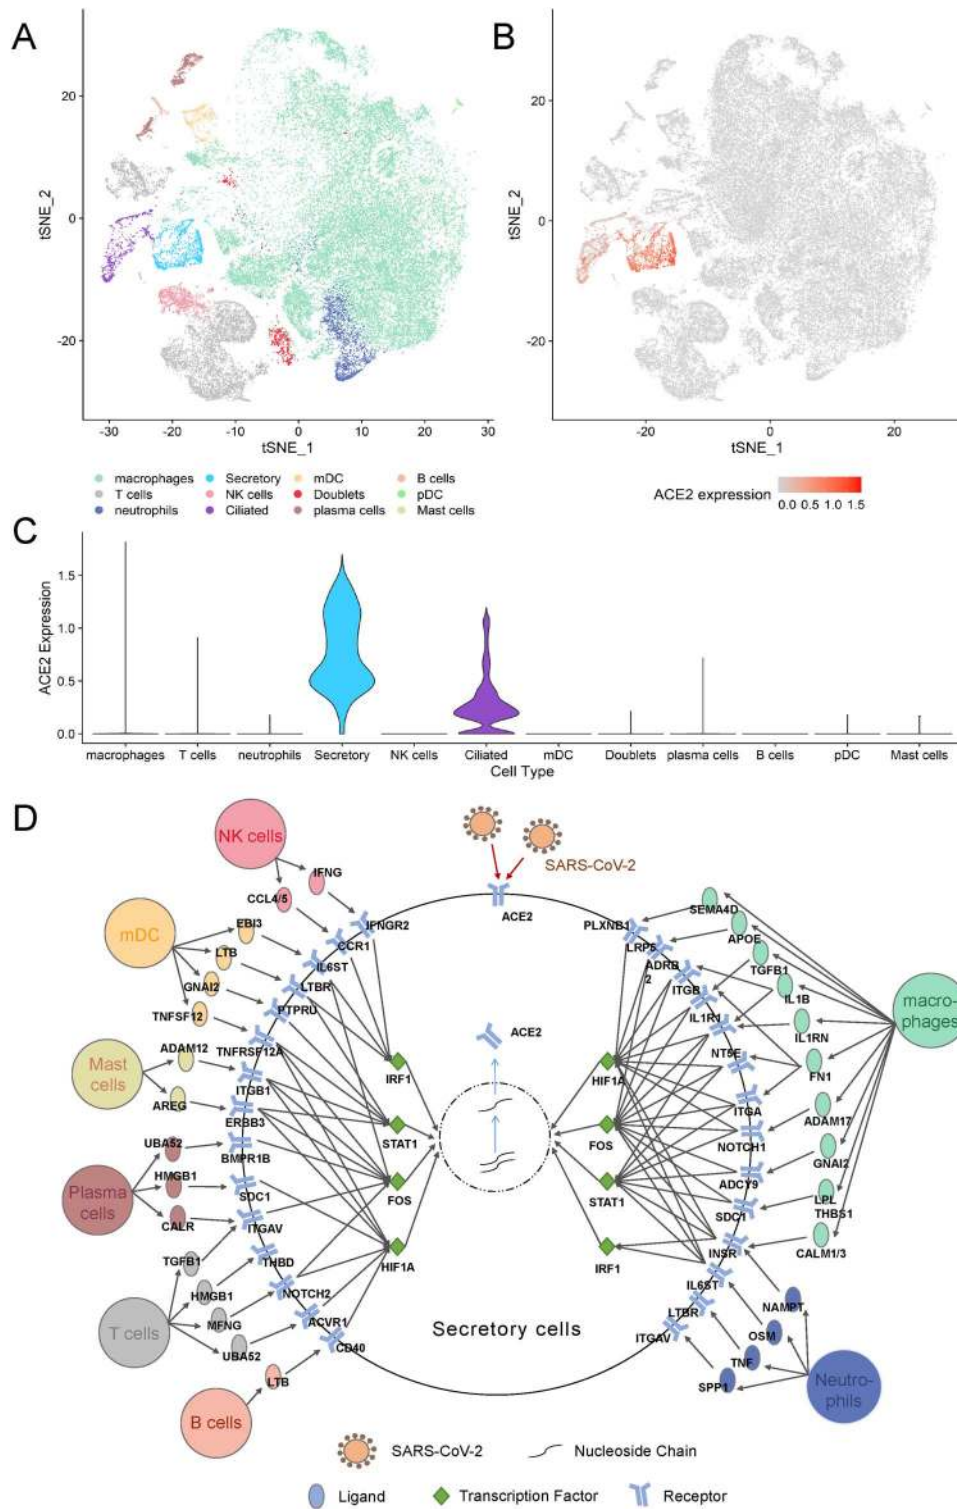 A
B
20
0
-20
tSNE_2
-30
-20
-10
0
10
20
30
tSNE_1
20
0
-20
tSNE_2
-20
0
20
tSNE_1
macrophages
Secretory
mDC
B cells
T cells
NK cells
Doublets
pDC
neutrophils
Ciliated
plasma cells
Mast cells
ACE2 expression
0.0 0.5 1.0 1.5
C
1.5
1.0
0.5
0.0
ACE2 Expression
macrophages
T cells
neutrophils
Secretory
NK cells
Ciliated
mDC
Doublets
plasma cells
B cells
pDC
Mast cells
Cell Type
D
NK cells
IFNG
CCL4/5
mDC
EBI3
LTB
GNAI2
TNFSF12
Mast
cells
ADAM12
AREG
Plasma
cells
UBA52
HMGB1
CALR
T cells
TGFB1
HMGB1
MFNG
UBA52
B cells
LTB
IFNGR2
CCR1
IL6ST
LTBR
PTPRU
TNFRSF12A
ITGB1
ERBB3
BMPR1B
SDC1
ITGAV
THBD
NOTCH2
ACVR1
CD40
IRF1
STAT1
FOS
HIF1A
SARS-CoV-2
ACE2
ACE2
HIF1A
FOS
STAT1
IRF1
Secretory cells
PLXNB1
LRP5
ADRB
2
ITGB
IL1R1
NT5E
ITGA
NOTCH1
ADCY9
SDC1
INSR
IL6ST
LTBR
ITGAV
SEMA4D
APOE
TGFB1
IL1B
IL1RN
FN1
ADAM17
GNAI2
LPL
THBS1
CALM1/3
macro-
phages
NAMPT
OSM
TNF
SPP1
Neutro-
phils
SARS-CoV-2
Nucleoside Chain
Ligand
Transcription Factor
Receptor